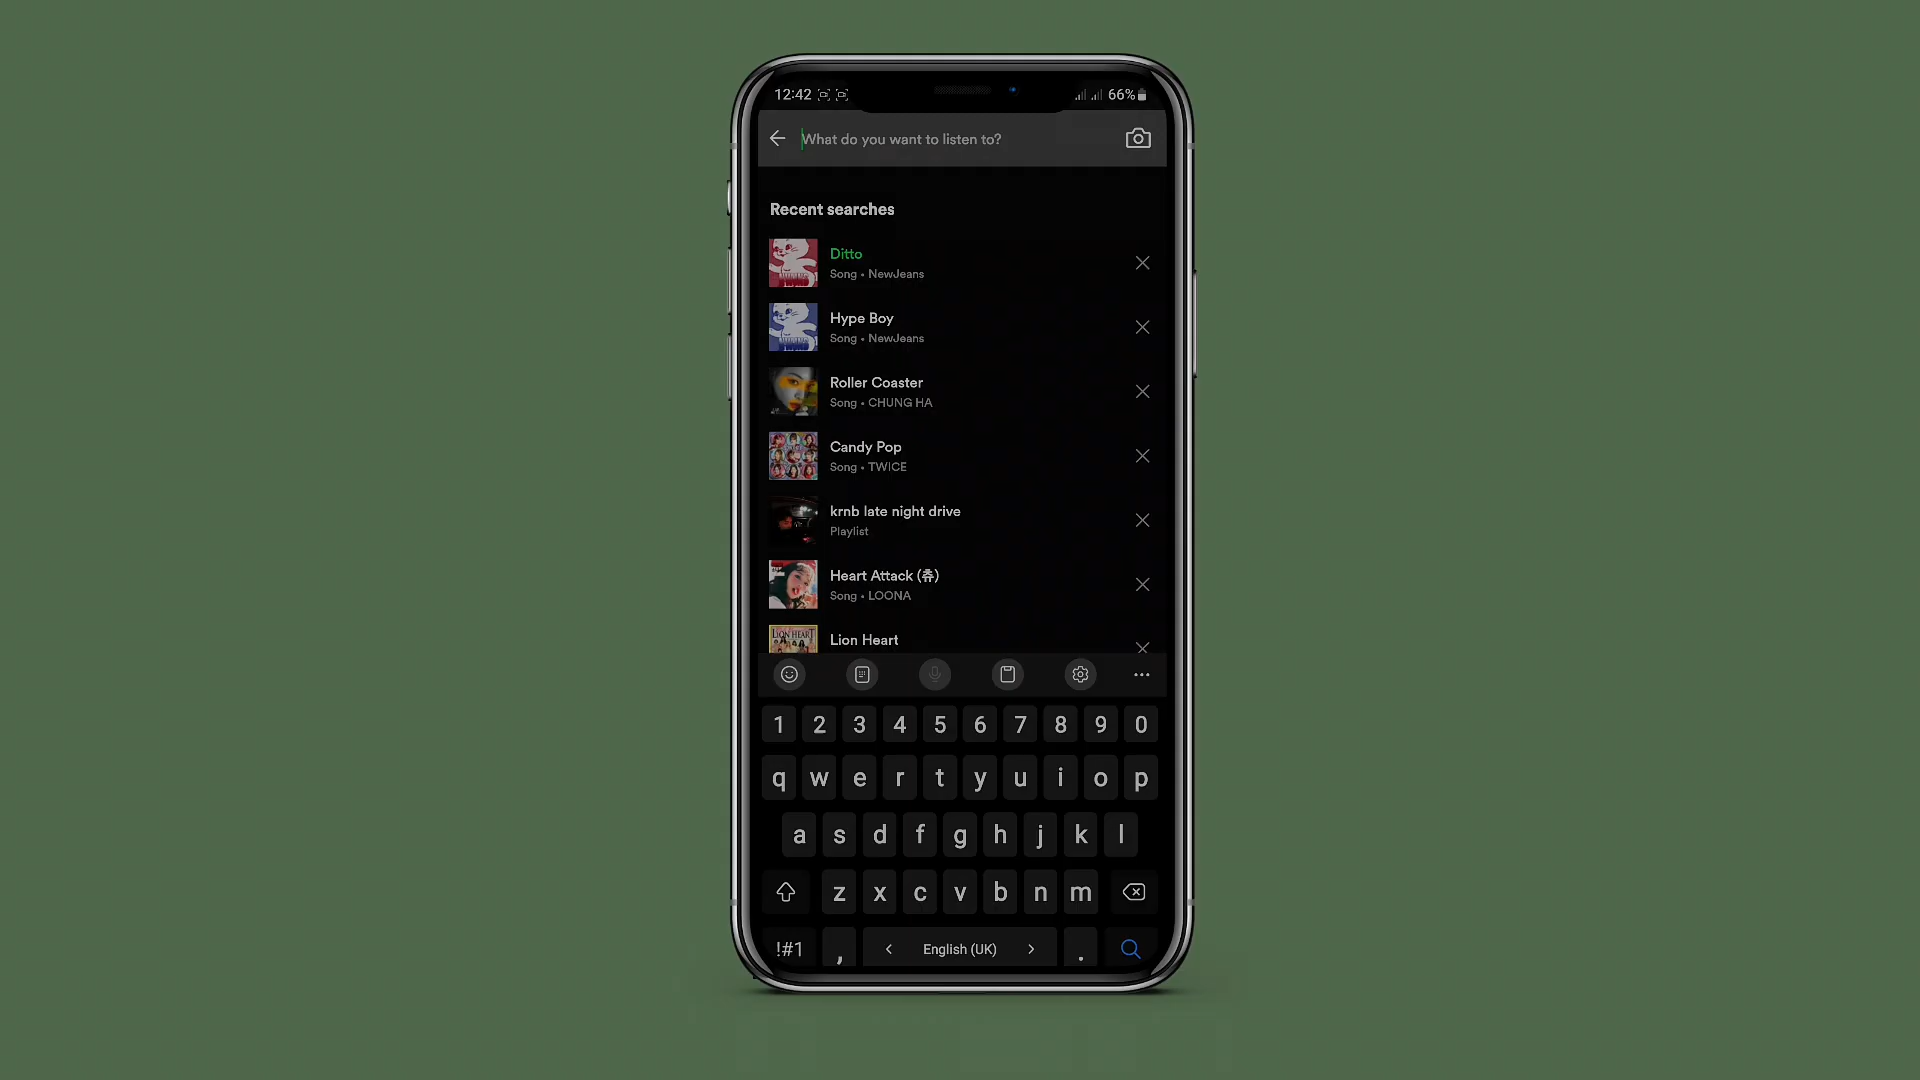 12:42 66%
What do you want to listen to?
Recent searches
Ditto
Song • NewJeans
Hype Boy
Song • NewJeans
Roller Coaster
Song • CHUNG HA
Candy Pop
Song • TWICE
krnb late night drive
Playlist
Heart Attack (츄)
Song • LOONA
LION HEART
Lion Heart
1 2 3 4 5 6 7 8 9 0
q w e r t y u i o p
a s d f g h j k l
z x c v b n m
!#1 , < English (UK) > .